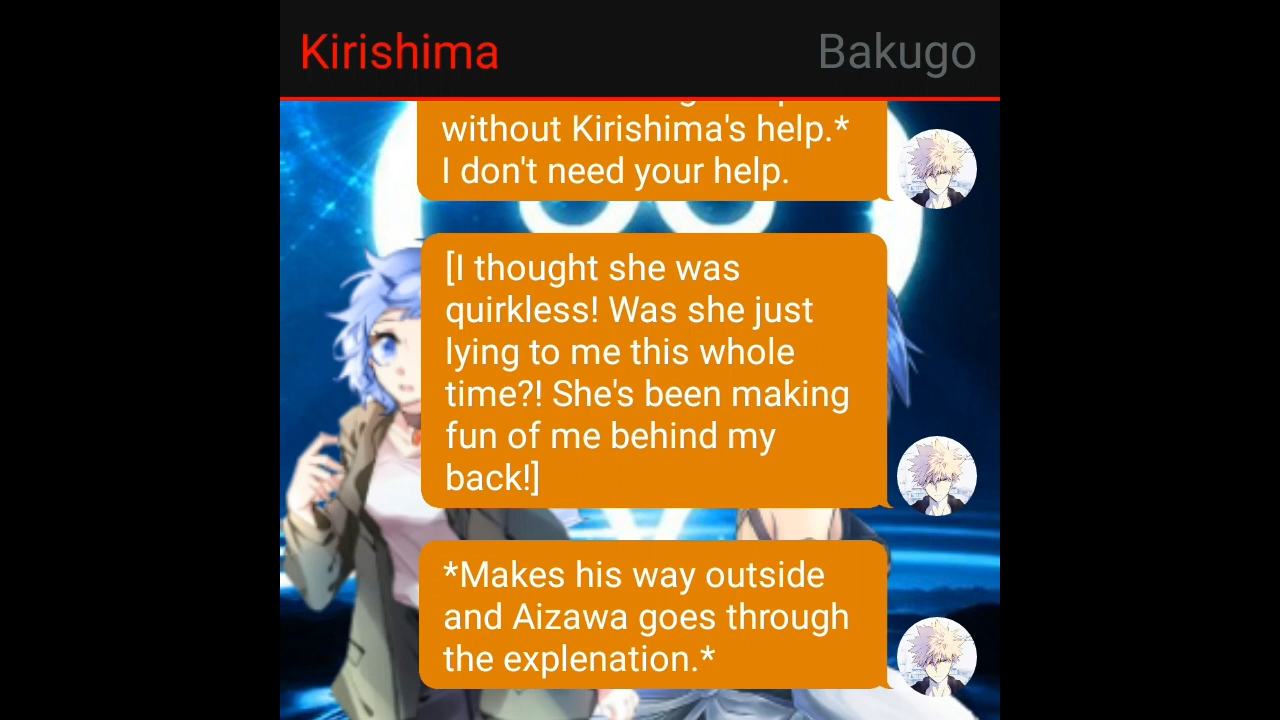 Kirishima
Bakugo
without Kirishima's help.*
I don't need your help.
[I thought she was
quirkless! Was she just
lying to me this whole
time?! She's been making
fun of me behind my
back!]
*Makes his way outside
and Aizawa goes through
the explenation.*